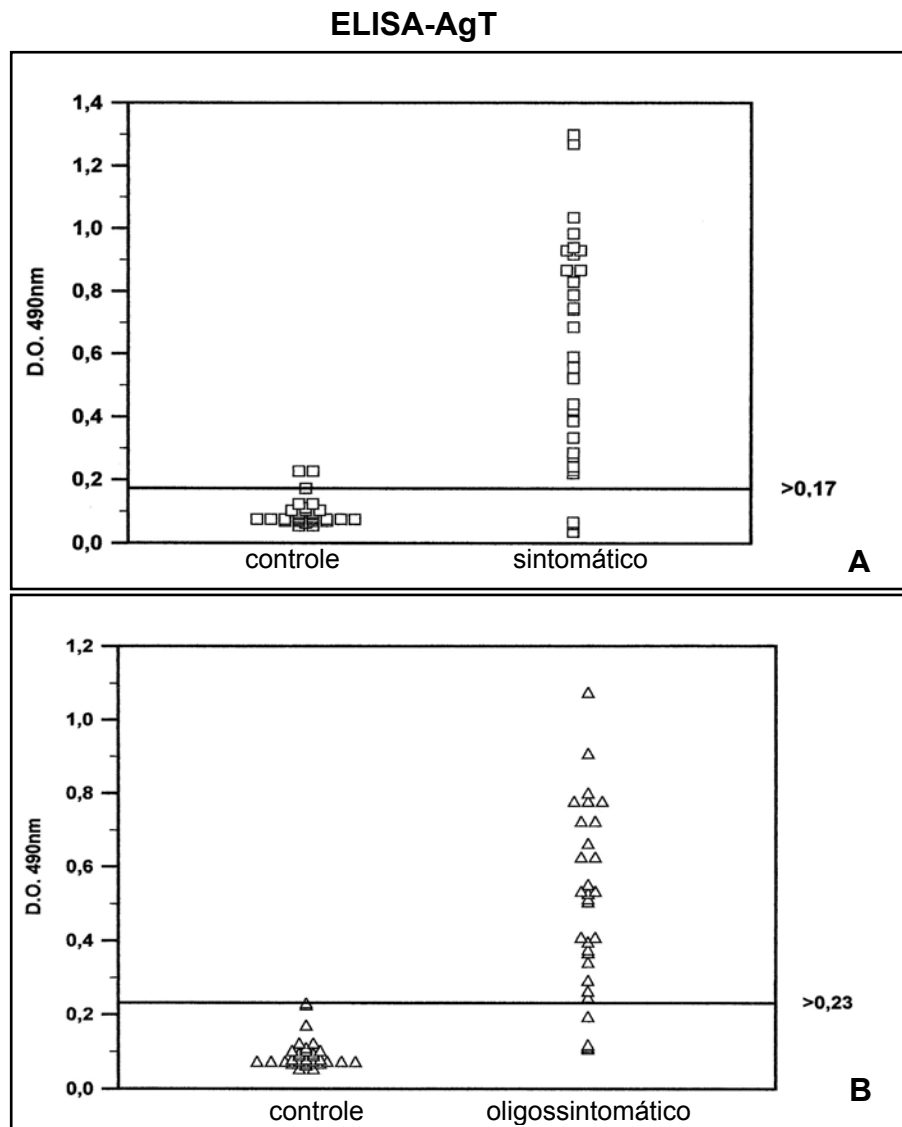 ELISA-AgT
1,4
1,2
1,0
0,8
0,6
0,4
0,2
0,0
D.O. 490nm
>0,17
controle
sintomático
A
1,2
1,0
0,8
0,6
0,4
0,2
0,0
D.O. 490nm
>0,23
controle
oligossintomático
B